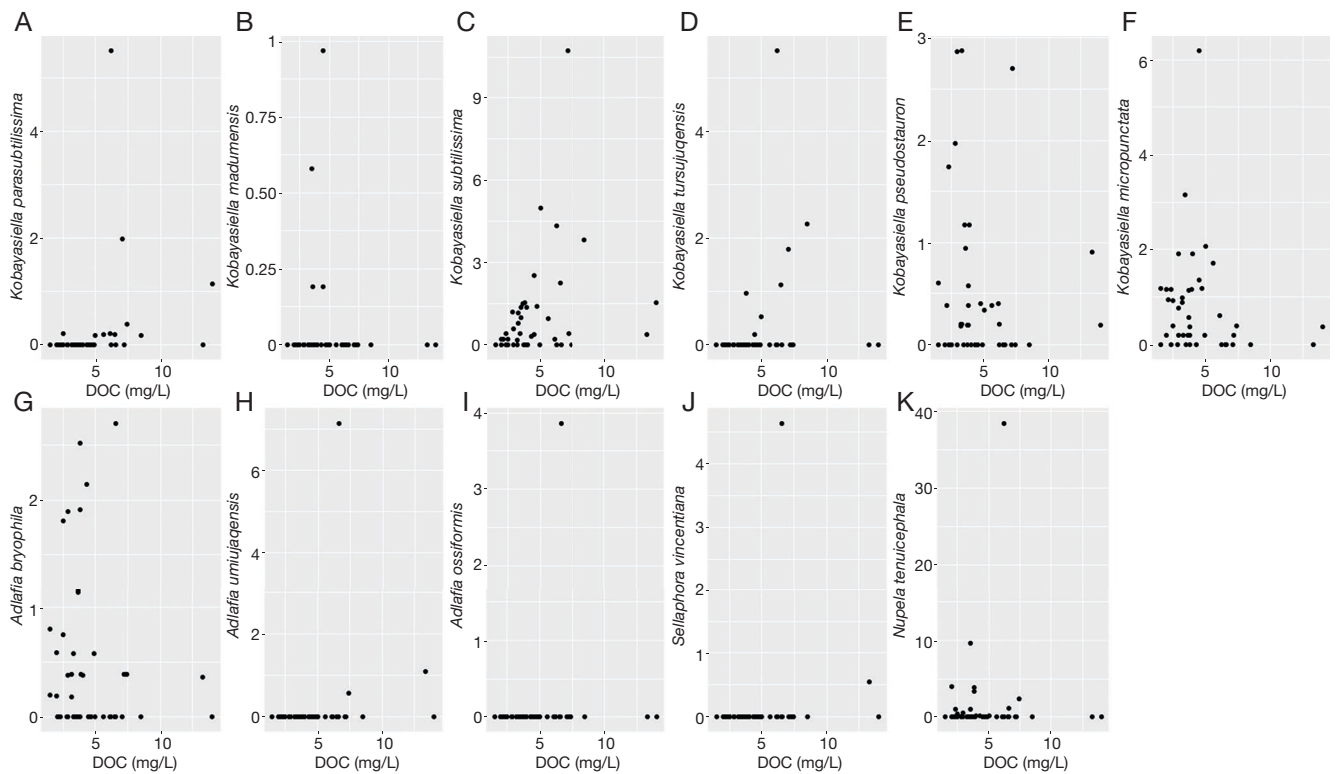 A
Kobayasiella parasubtilissima
4
2
0
5
10
DOC (mg/L)
B
Kobayasiella madumensis
1
0.75
0.50
0.25
0
5
10
DOC (mg/L)
C
Kobayasiella subtilissima
9
6
3
0
5
10
DOC (mg/L)
D
Kobayasiella tursujuqensis
4
2
0
5
10
DOC (mg/L)
E
Kobayasiella pseudostauron
3
2
1
0
5
10
DOC (mg/L)
F
Kobayasiella micropunctata
6
4
2
0
5
10
DOC (mg/L)
G
Adlafia bryophila
2
1
0
5
10
DOC (mg/L)
H
Adlafia umiujaqensis
6
4
2
0
5
10
DOC (mg/L)
I
Adlafia ossiformis
4
3
2
1
0
5
10
DOC (mg/L)
J
Sellaphora vincentiana
4
3
2
1
0
5
10
DOC (mg/L)
K
Nupela tenuicephala
40
30
20
10
0
5
10
DOC (mg/L)